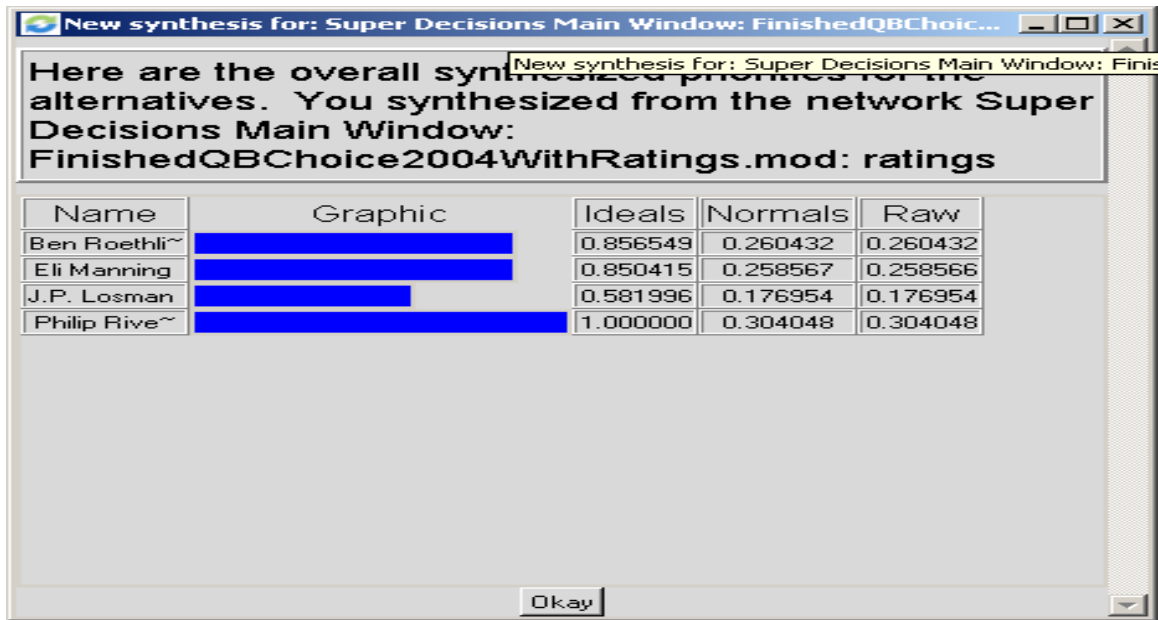 New synthesis for: Super Decisions Main Window: FinishedQBChoic...
New synthesis for: Super Decisions Main Window: Finis
Here are the overall synthesized priorities for the
alternatives. You synthesized from the network Super
Decisions Main Window:
FinishedQBChoice2004WithRatings.mod: ratings
Name Graphic Ideals Normals Raw
Ben Roethli~ 0.856549 0.260432 0.260432
Eli Manning 0.850415 0.258567 0.258566
J.P. Losman 0.581996 0.176954 0.176954
Philip Rive~ 1.000000 0.304048 0.304048
Okay